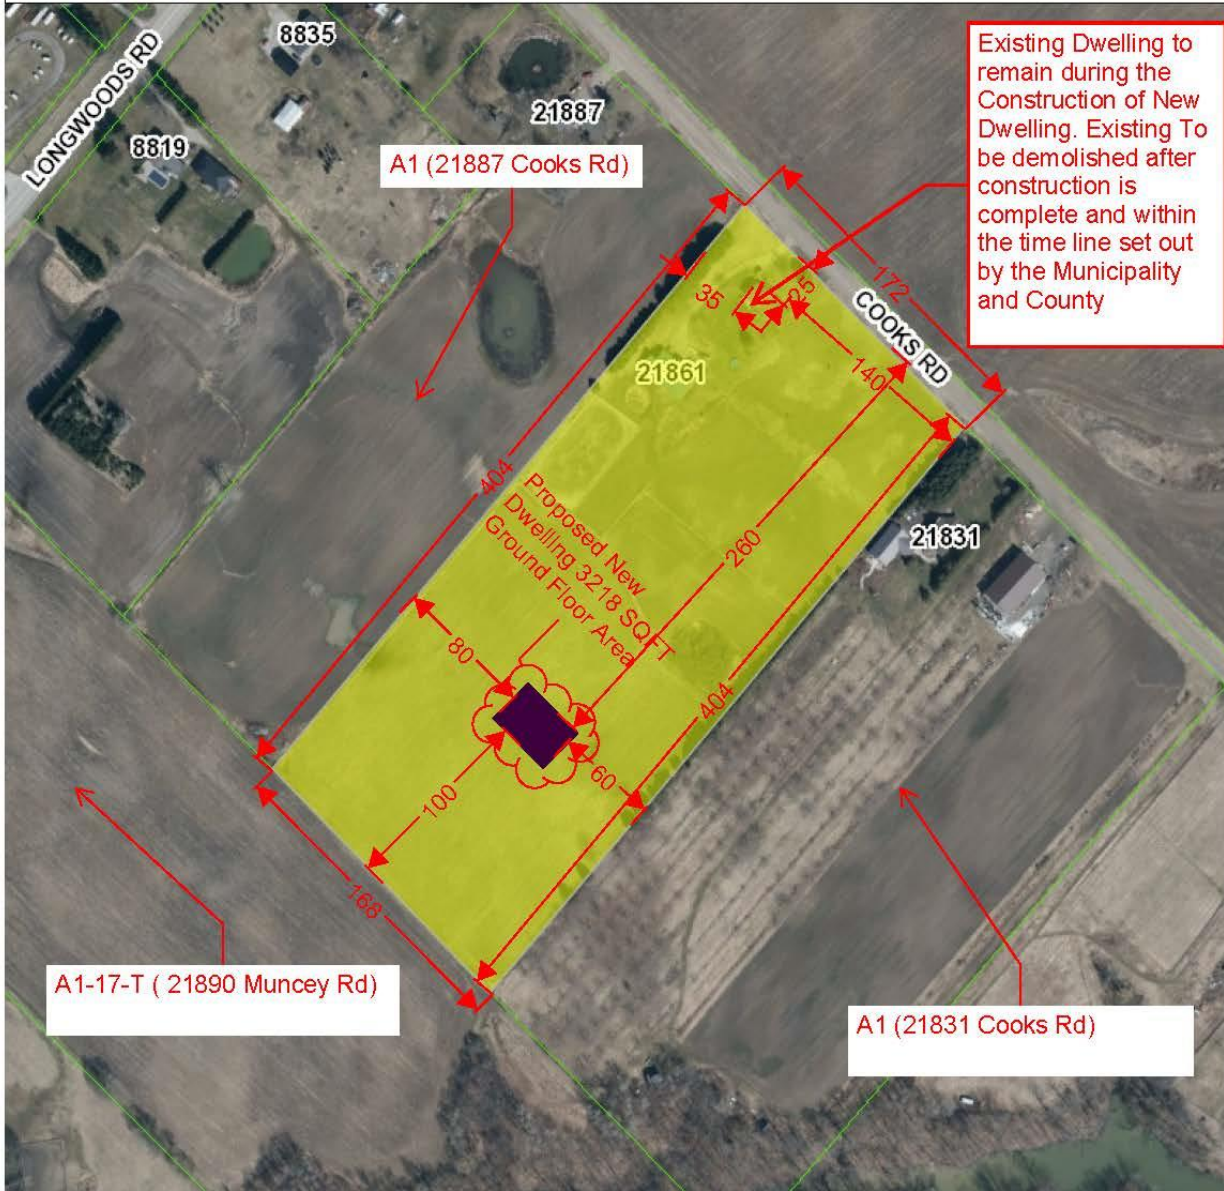 8835
LONGWOODS RD
8819
21887
A1 (21887 Cooks Rd)
Existing Dwelling to
remain during the
Construction of New
Dwelling. Existing To
be demolished after
construction is
complete and within
the time line set out
by the Municipality
and County
172
25
35
COOKS RD
140
21861
404
Proposed New
Dwelling 3218 SQFT
Ground Floor Area
260
21831
80
404
60
100
168
A1-17-T ( 21890 Muncey Rd)
A1 (21831 Cooks Rd)